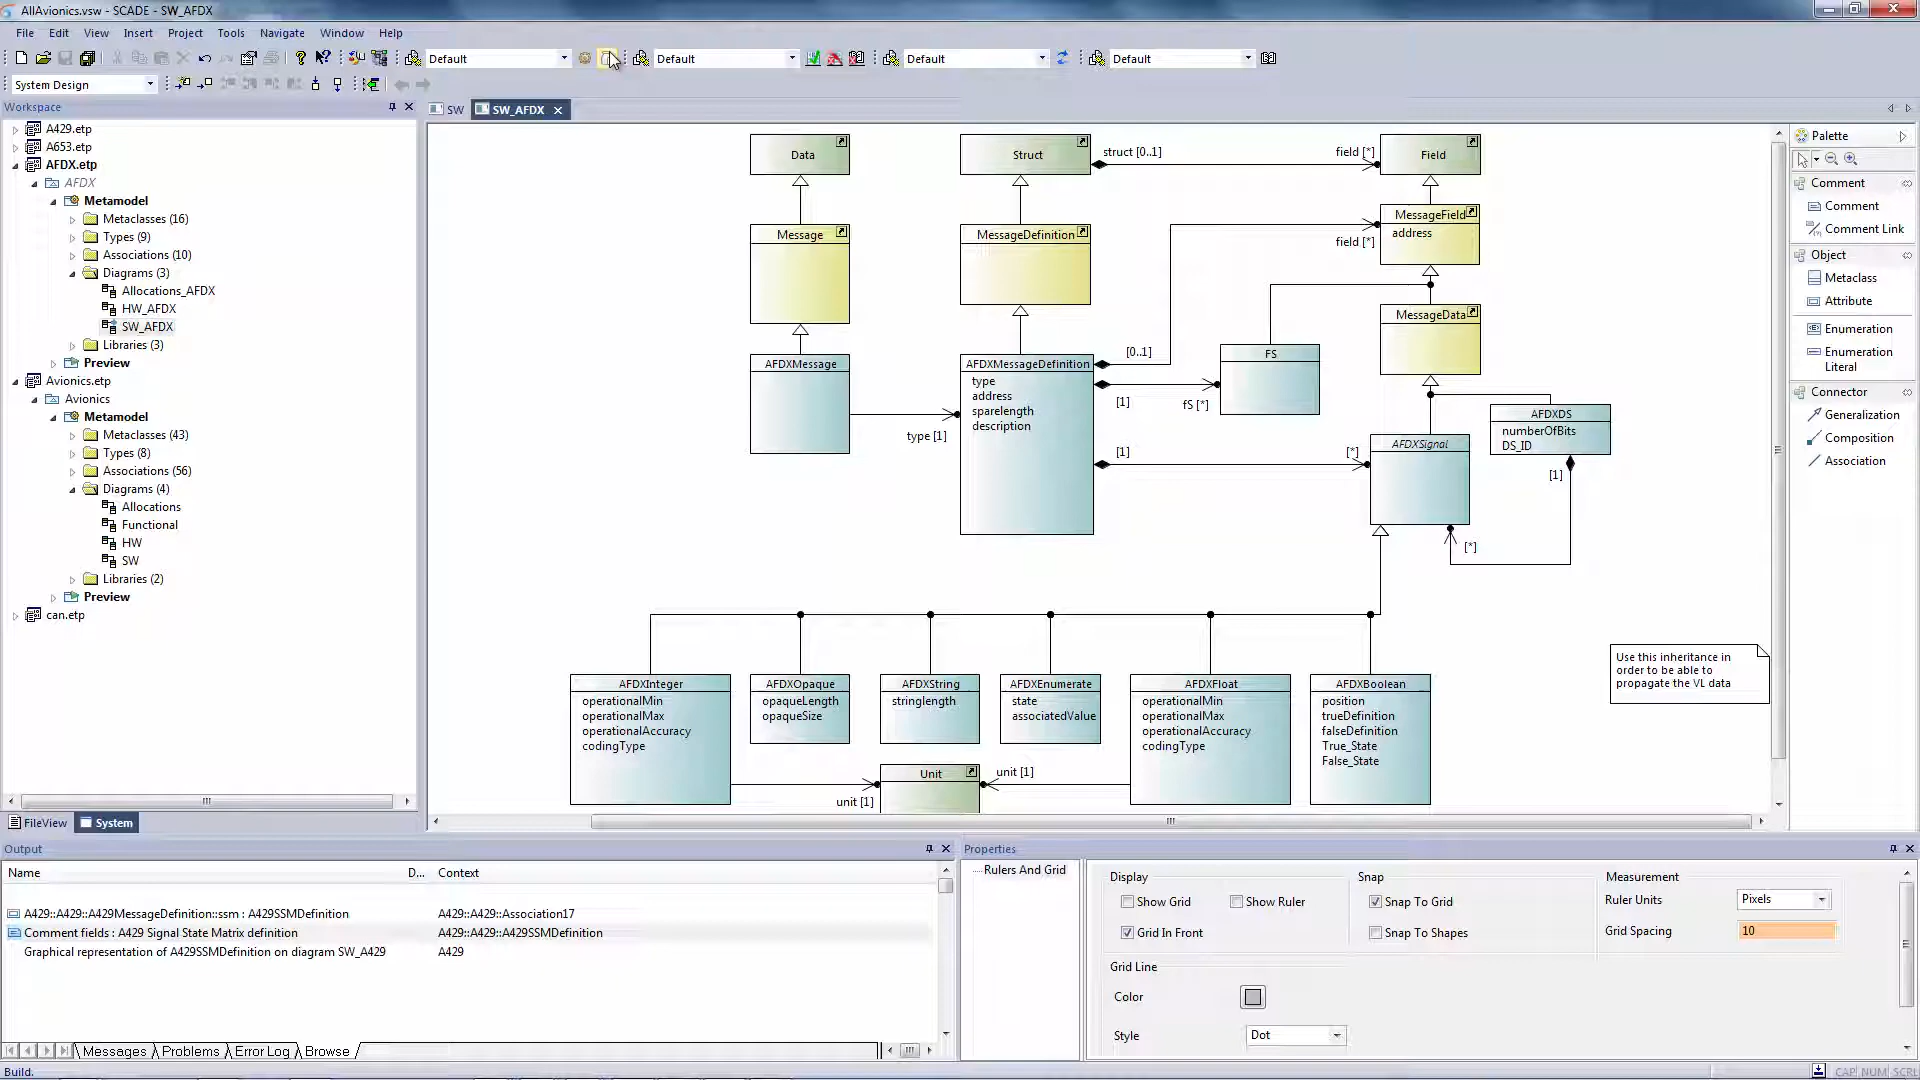 AllAvionics.vsw - SCADE - SW_AFDX
File Edit View Insert Project Tools Navigate Window Help
Default Default Default Default
System Design
Workspace
A429.etp
A653.etp
AFDX.etp
AFDX
Metamodel
Metaclasses (16)
Types (9)
Associations (10)
Diagrams (3)
Allocations_AFDX
HW_AFDX
SW_AFDX
Libraries (3)
Preview
Avionics.etp
Avionics
Metamodel
Metaclasses (43)
Types (8)
Associations (56)
Diagrams (4)
Allocations
Functional
HW
SW
Libraries (2)
Preview
can.etp
FileView System
SW SW_AFDX
Data
Struct
struct [0..1]
field [*]
Field
Message
MessageDefinition
field [*]
MessageField
address
MessageData
AFDXMessage
type [1]
AFDXMessageDefinition
type
address
sparelength
description
[0..1]
[1]
fS [*]
FS
[1]
[*]
AFDXSignal
AFDXDS
numberOfBits
DS_ID
[1]
[*]
Use this inheritance in
order to be able to
propagate the VL data
AFDXInteger
operationalMin
operationalMax
operationalAccuracy
codingType
AFDXOpaque
opaqueLength
opaqueSize
AFDXString
stringlength
AFDXEnumerate
state
associatedValue
AFDXFloat
operationalMin
operationalMax
operationalAccuracy
codingType
AFDXBoolean
position
trueDefinition
falseDefinition
True_State
False_State
unit [1]
Unit
unit [1]
Palette
Comment
Comment
Comment Link
Object
Metaclass
Attribute
Enumeration
Enumeration
Literal
Connector
Generalization
Composition
Association
Output
Name D... Context
A429::A429::A429MessageDefinition::ssm : A429SSMDefinition A429::A429::Association17
Comment fields : A429 Signal State Matrix definition A429::A429::A429SSMDefinition
Graphical representation of A429SSMDefinition on diagram SW_A429 A429
Messages Problems Error Log Browse
Properties
Rulers And Grid
Display
Show Grid Show Ruler
Grid In Front
Snap
Snap To Grid
Snap To Shapes
Measurement
Ruler Units Pixels
Grid Spacing 10
Grid Line
Color
Style Dot
Build.
CAP NUM SCRL